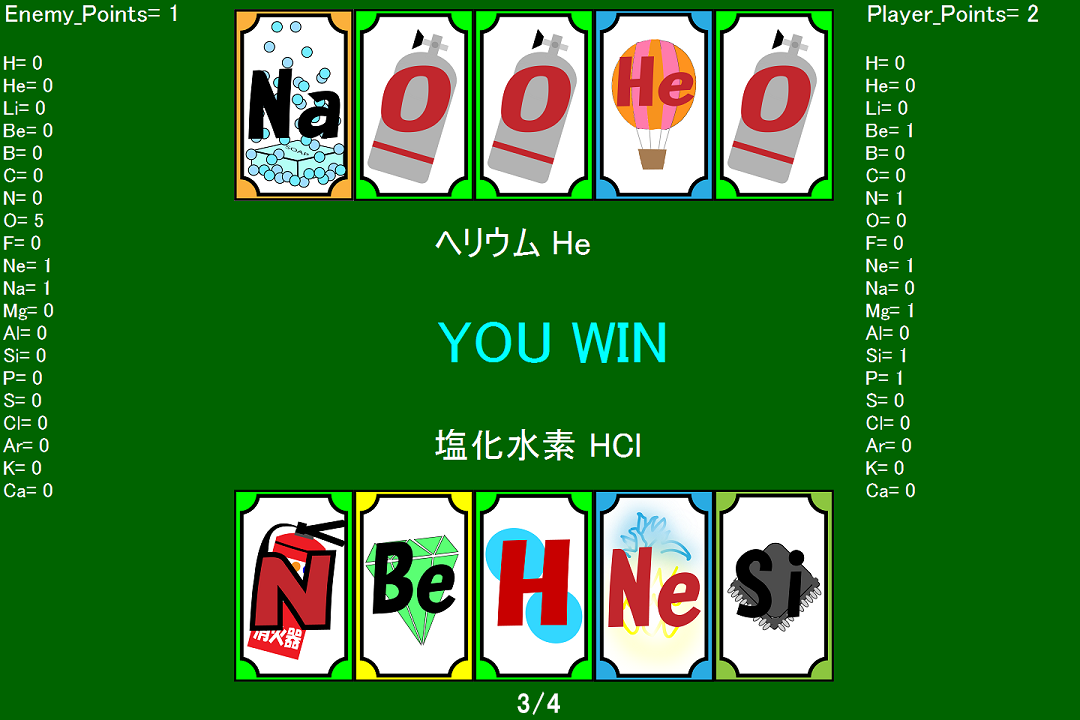 Enemy_Points= 1
H= 0
He= 0
Li= 0
Be= 0
B= 0
C= 0
N= 0
O= 5
F= 0
Ne= 1
Na= 1
Mg= 0
Al= 0
Si= 0
P= 0
S= 0
Cl= 0
Ar= 0
K= 0
Ca= 0
Na
SOAP
O
O
He
O
ヘリウム He
YOU WIN
塩化水素 HCl
N
消火器
Be
H
Ne
Si
3/4
Player_Points= 2
H= 0
He= 0
Li= 0
Be= 1
B= 0
C= 0
N= 1
O= 0
F= 0
Ne= 1
Na= 0
Mg= 1
Al= 0
Si= 1
P= 1
S= 0
Cl= 0
Ar= 0
K= 0
Ca= 0